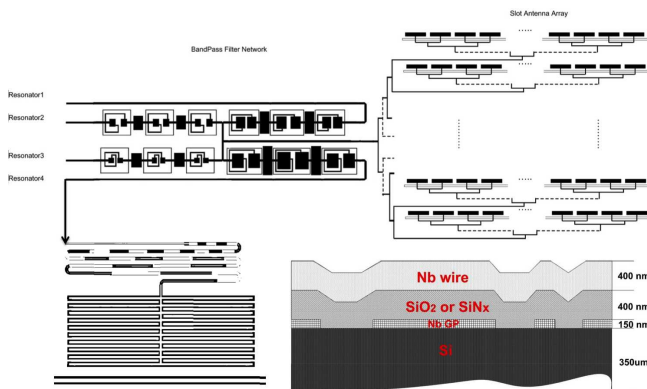 Slot Antenna Array
BandPass Filter Network
Resonator1
Resonator2
Resonator3
Resonator4
Nb wire
400 nm
SiO2 or SiNx
400 nm
Nb GP
150 nm
Si
350um